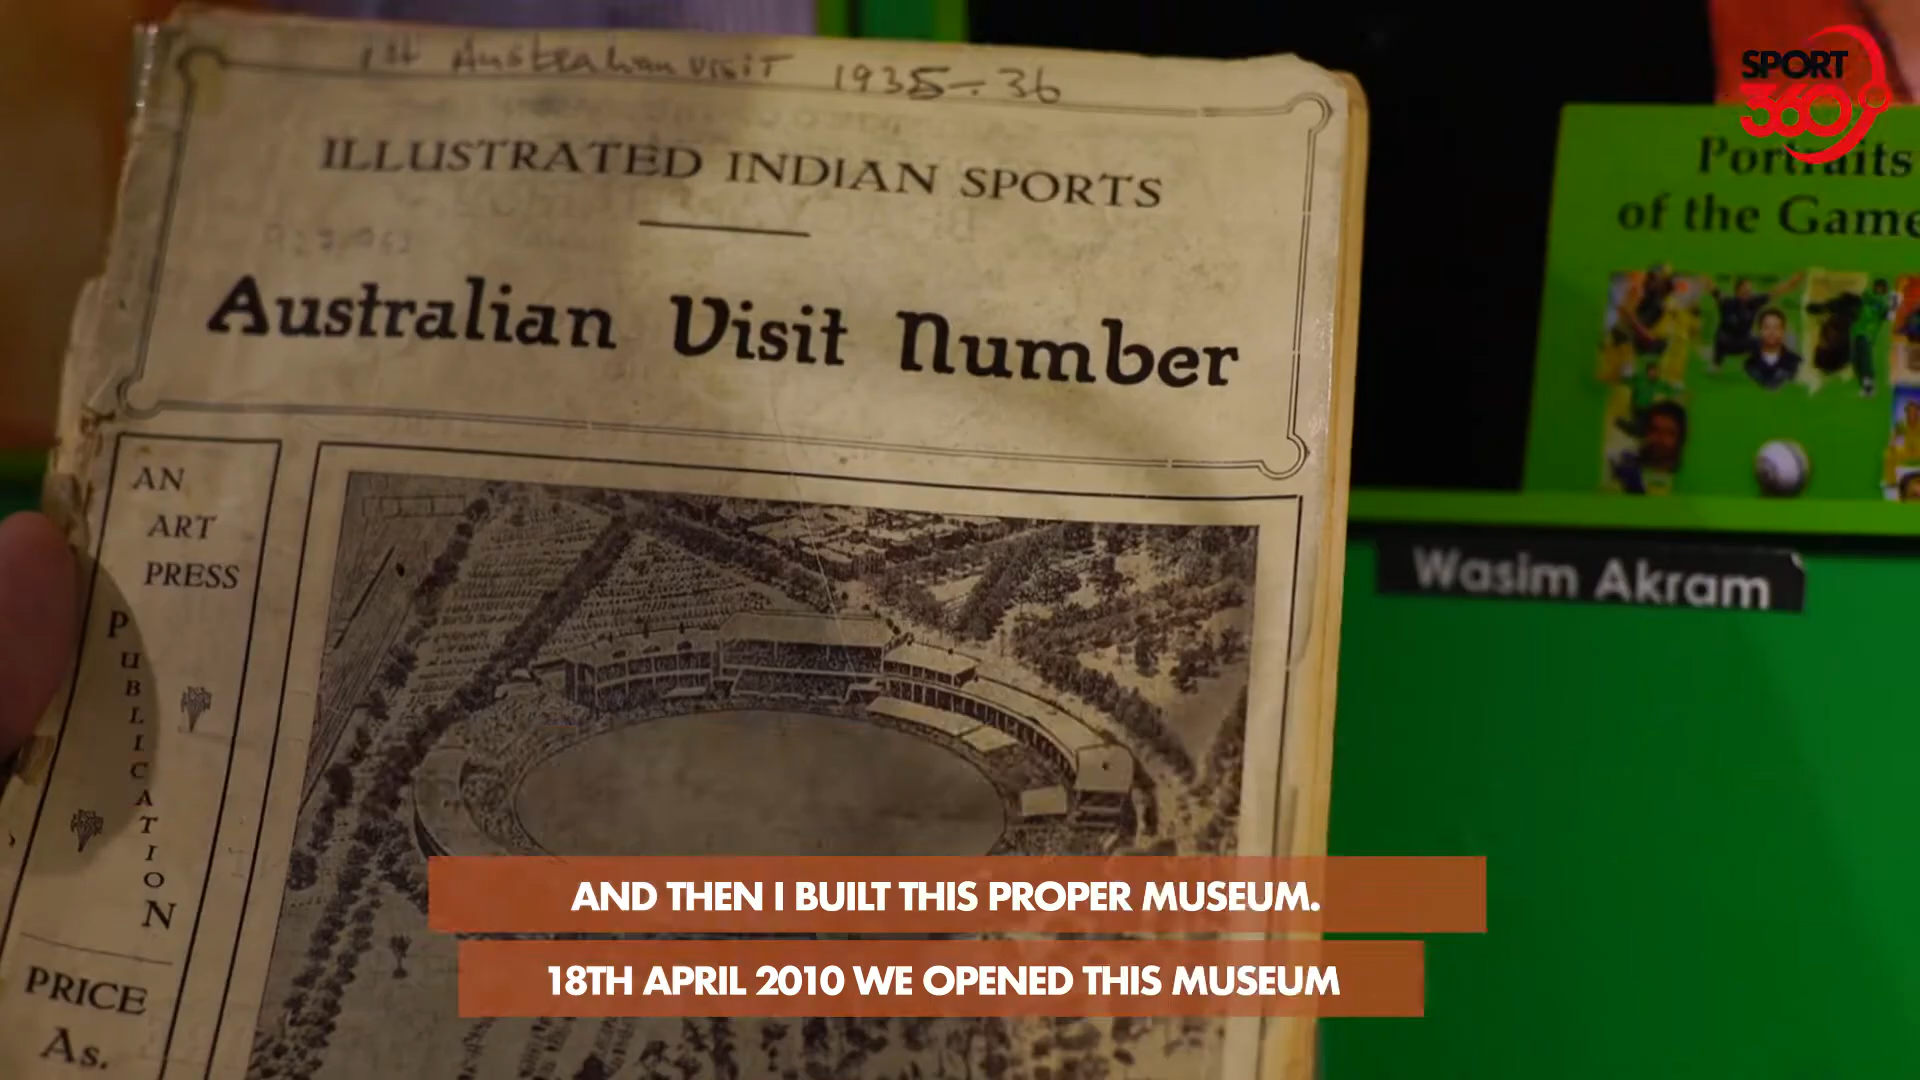 1st Australian visit 1935-36
ILLUSTRATED INDIAN SPORTS
Australian Visit Number
AN
ART
PRESS
PUBLICATION
PRICE
As.
SPORT
360
Portraits
of the Game
Wasim Akram
AND THEN I BUILT THIS PROPER MUSEUM.
18TH APRIL 2010 WE OPENED THIS MUSEUM